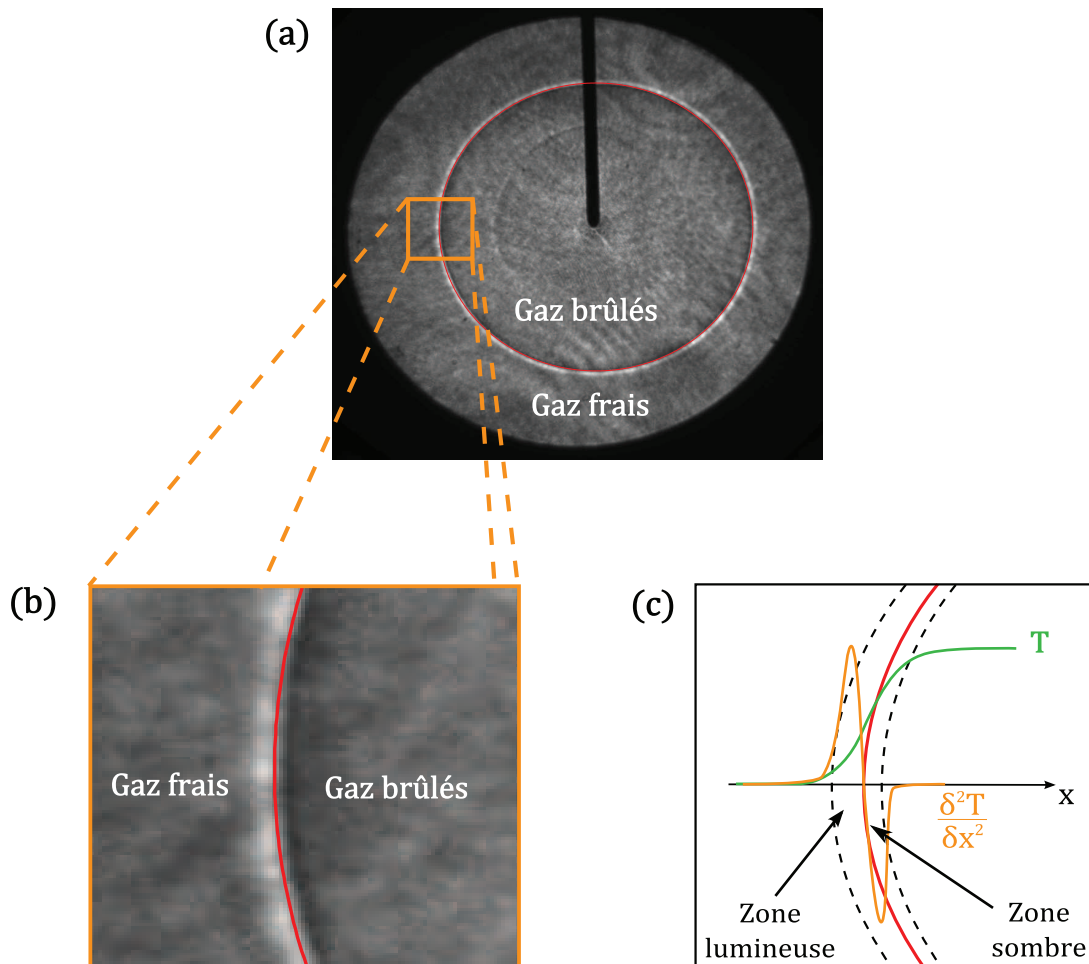 (a)
Gaz brûlés
Gaz frais
(b)
Gaz frais
Gaz brûlés
(c)
T
x
δ²T
δx²
Zone
lumineuse
Zone
sombre